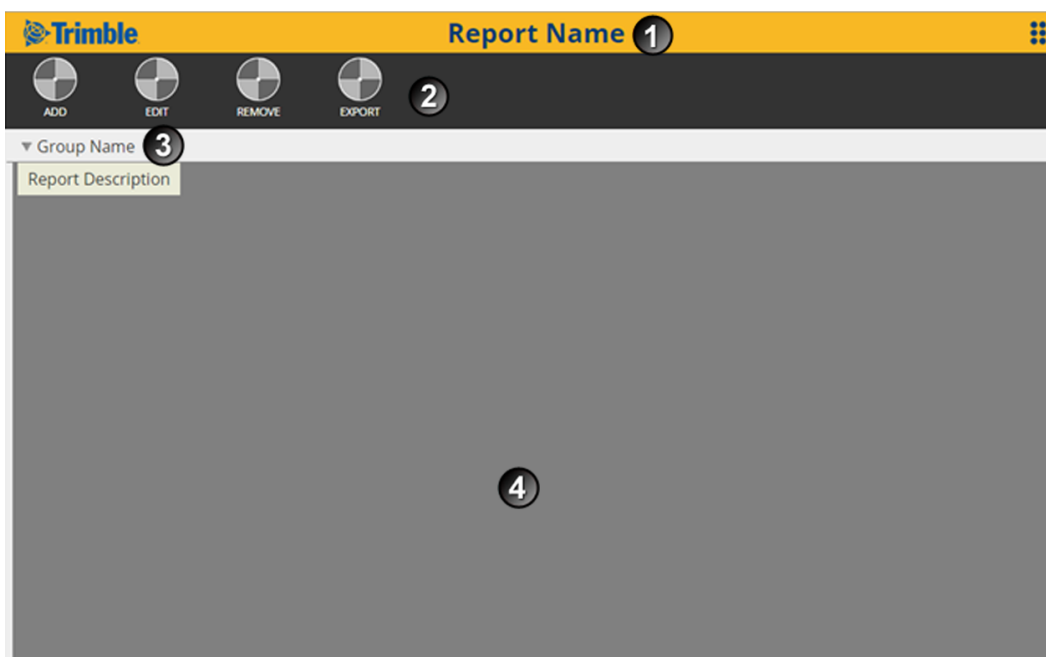 Trimble Report Name 1
ADD EDIT REMOVE EXPORT 2
Group Name 3
Report Description
4